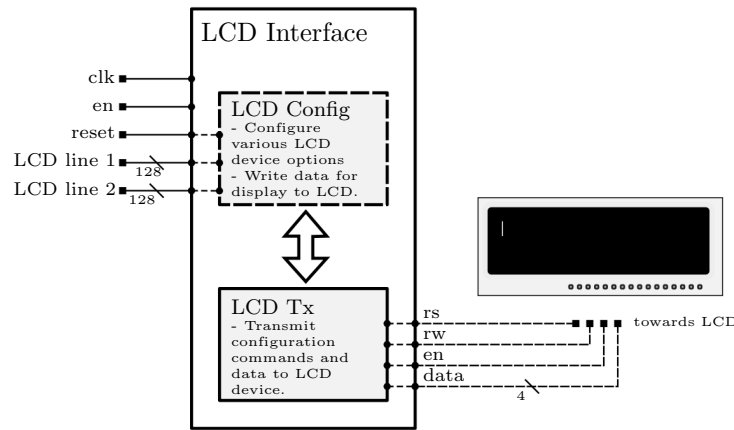 LCD Interface
clk
en
reset
LCD line 1
128
LCD line 2
128
LCD Config
- Configure
various LCD
device options
- Write data for
display to LCD.
LCD Tx
- Transmit
configuration
commands and
data to LCD
device.
rs
rw
en
data
4
towards LCD